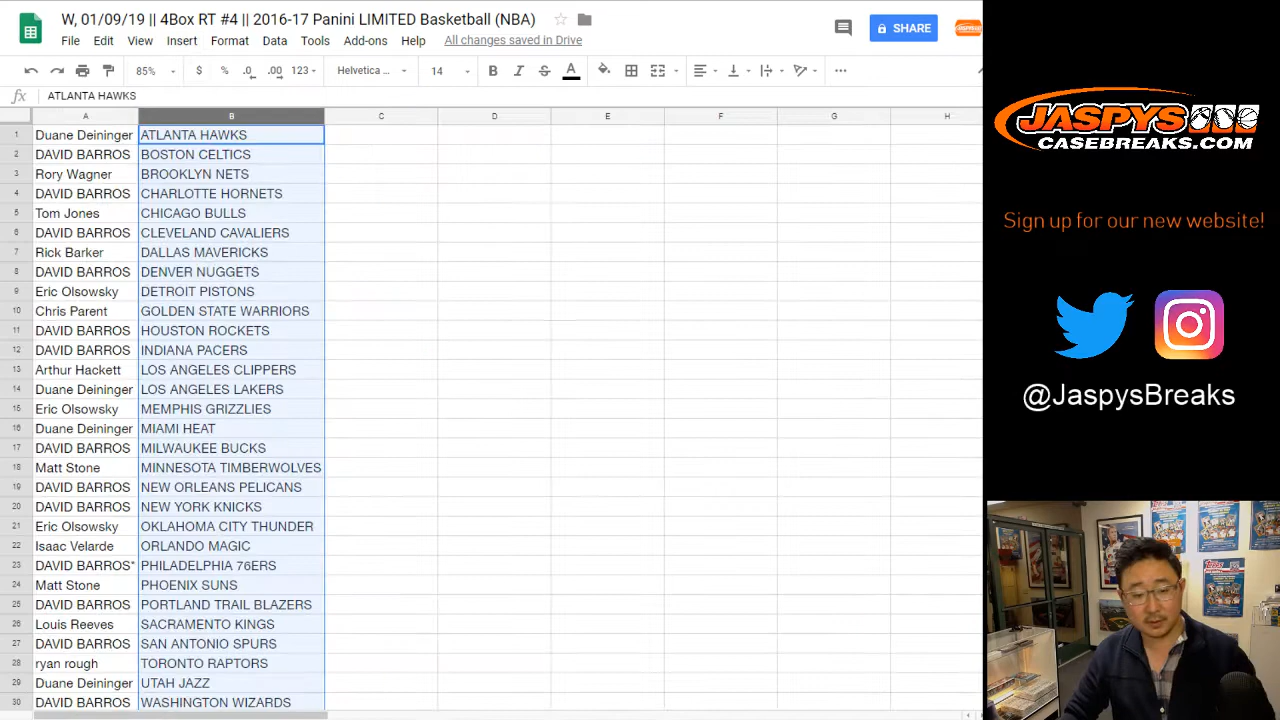 W, 01/09/19 || 4Box RT #4 || 2016-17 Panini LIMITED Basketball (NBA)
File Edit View Insert Format Data Tools Add-ons Help All changes saved in Drive
SHARE
85% $ % .0 .00 123 Helvetica ... 14 B I S A
fx ATLANTA HAWKS
A B C D E F G H
1 Duane Deininger ATLANTA HAWKS
2 DAVID BARROS BOSTON CELTICS
3 Rory Wagner BROOKLYN NETS
4 DAVID BARROS CHARLOTTE HORNETS
5 Tom Jones CHICAGO BULLS
6 DAVID BARROS CLEVELAND CAVALIERS
7 Rick Barker DALLAS MAVERICKS
8 DAVID BARROS DENVER NUGGETS
9 Eric Olsowsky DETROIT PISTONS
10 Chris Parent GOLDEN STATE WARRIORS
11 DAVID BARROS HOUSTON ROCKETS
12 DAVID BARROS INDIANA PACERS
13 Arthur Hackett LOS ANGELES CLIPPERS
14 Duane Deininger LOS ANGELES LAKERS
15 Eric Olsowsky MEMPHIS GRIZZLIES
16 Duane Deininger MIAMI HEAT
17 DAVID BARROS MILWAUKEE BUCKS
18 Matt Stone MINNESOTA TIMBERWOLVES
19 DAVID BARROS NEW ORLEANS PELICANS
20 DAVID BARROS NEW YORK KNICKS
21 Eric Olsowsky OKLAHOMA CITY THUNDER
22 Isaac Velarde ORLANDO MAGIC
23 DAVID BARROS* PHILADELPHIA 76ERS
24 Matt Stone PHOENIX SUNS
25 DAVID BARROS PORTLAND TRAIL BLAZERS
26 Louis Reeves SACRAMENTO KINGS
27 DAVID BARROS SAN ANTONIO SPURS
28 ryan rough TORONTO RAPTORS
29 Duane Deininger UTAH JAZZ
30 DAVID BARROS WASHINGTON WIZARDS
JASPYS
CASEBREAKS.COM
Sign up for our new website!
@JaspysBreaks